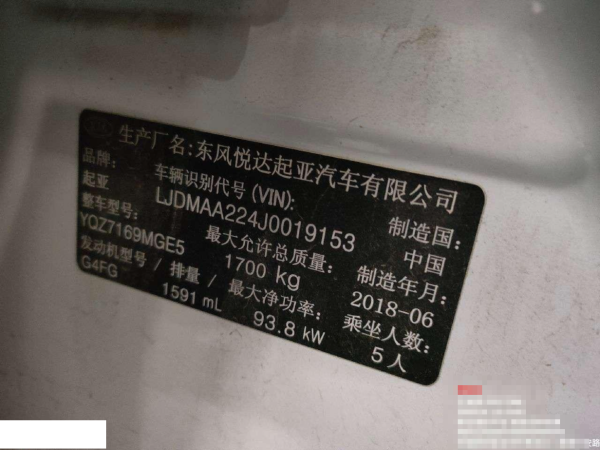 生产厂名:东风悦达起亚汽车有限公司
品牌: 车辆识别代号(VIN): 制造国:
起亚 LJDMAA224J0019153 中国
整车型号: 最大允许总质量: 制造年月:
YQZ7169MGE5 1700 kg 2018-06
发动机型号/排量/最大净功率: 乘坐人数:
G4FG 1591 mL 93.8 kW 5人